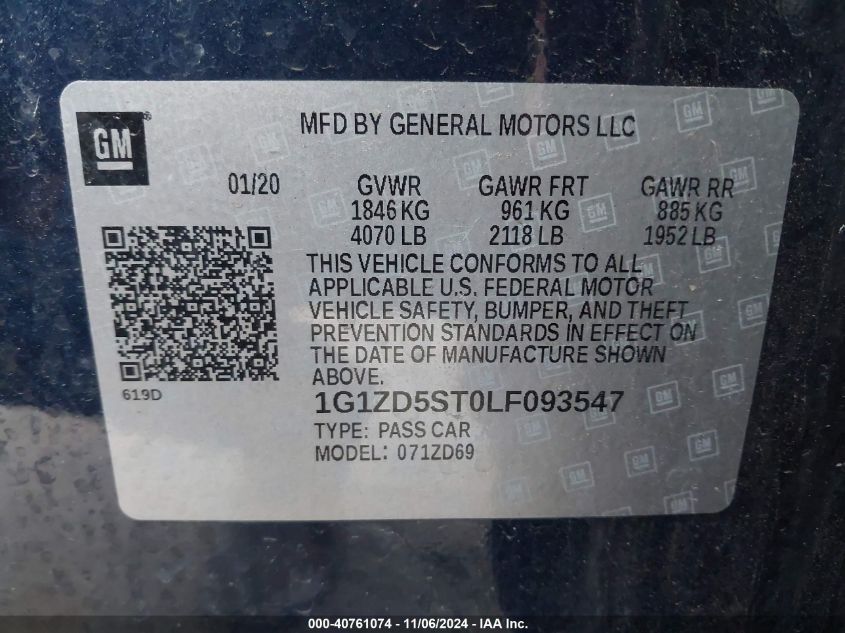 GM
®
MFD BY GENERAL MOTORS LLC
01/20 GVWR GAWR FRT GAWR RR
1846 KG 961 KG 885 KG
4070 LB 2118 LB 1952 LB
THIS VEHICLE CONFORMS TO ALL
APPLICABLE U.S. FEDERAL MOTOR
VEHICLE SAFETY, BUMPER, AND THEFT
PREVENTION STANDARDS IN EFFECT ON
THE DATE OF MANUFACTURE SHOWN
ABOVE.
619D
1G1ZD5ST0LF093547
TYPE: PASS CAR
MODEL: 071ZD69
000-40761074 - 11/06/2024 - IAA Inc.